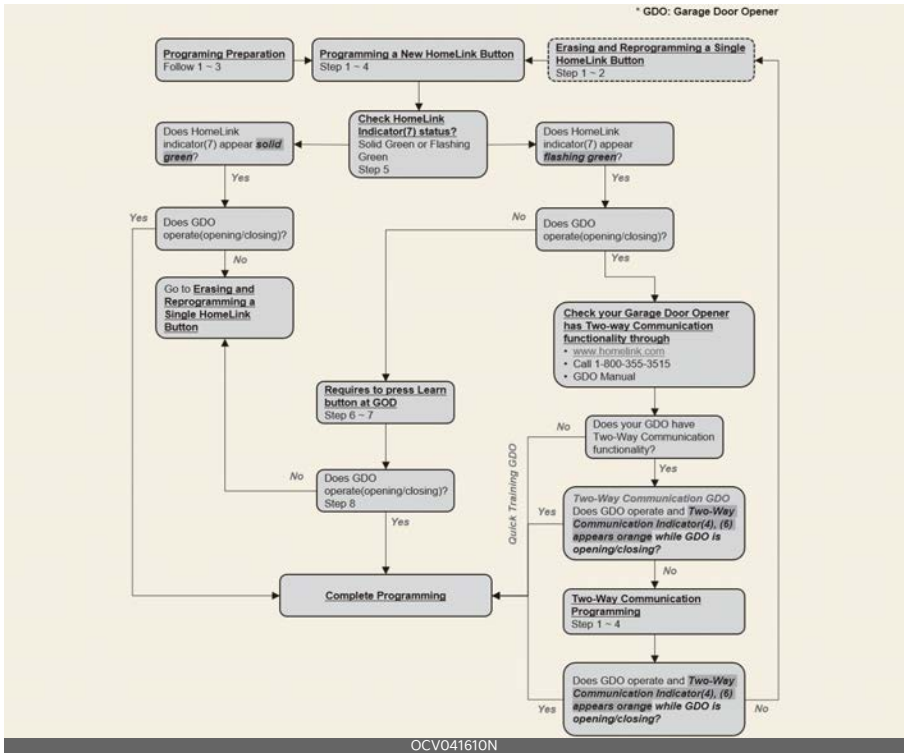 * GDO: Garage Door Opener
Programing Preparation
Follow 1 ~ 3
Programming a New HomeLink Button
Step 1 ~ 4
Erasing and Reprogramming a Single
HomeLink Button
Step 1 ~ 2
Does HomeLink
indicator(7) appear solid
green?
Check HomeLink
Indicator(7) status?
Solid Green or Flashing
Green
Step 5
Does HomeLink
indicator(7) appear
flashing green?
Yes
Yes
Yes
Does GDO
operate(opening/closing)?
No
Does GDO
operate(opening/closing)?
No
Yes
Go to Erasing and
Reprogramming a
Single HomeLink
Button
Check your Garage Door Opener
has Two-way Communication
functionality through
• www.homelink.com
• Call 1-800-355-3515
• GDO Manual
Requires to press Learn
button at GOD
Step 6 ~ 7
No
Does your GDO have
Two-Way Communication
functionality?
Quick Training GDO
Yes
No
Does GDO
operate(opening/closing)?
Step 8
Yes
Yes
Two-Way Communication GDO
Does GDO operate and Two-Way
Communication Indicator(4), (6)
appears orange while GDO is
opening/closing?
No
Complete Programming
Two-Way Communication
Programming
Step 1 ~ 4
Does GDO operate and Two-Way
Communication Indicator(4), (6)
appears orange while GDO is
opening/closing?
Yes
No
OCV041610N